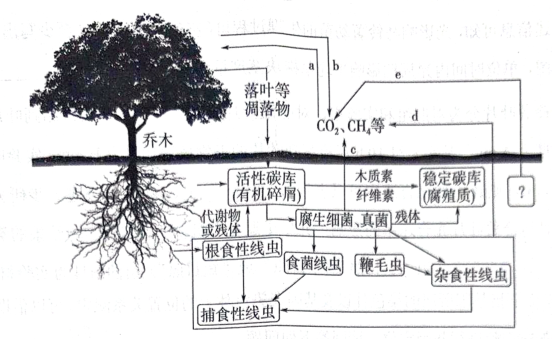 a
b
e
落叶等
凋落物
CO₂、CH₄等
d
乔木
c
活性碳库
(有机碎屑)
木质素
纤维素
稳定碳库
(腐殖质)
?
代谢物
或残体
腐生细菌、真菌
残体
根食性线虫
食菌线虫
鞭毛虫
杂食性线虫
捕食性线虫